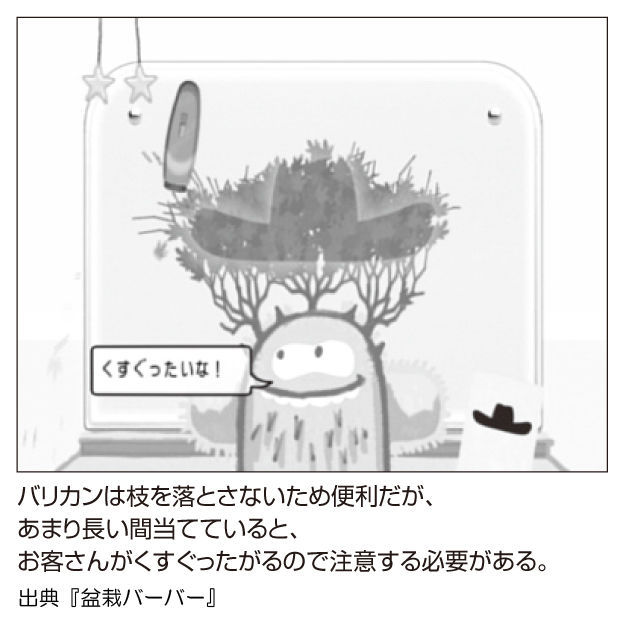 くすぐったいな！
バリカンは枝を落とさないため便利だが、
あまり長い間当てていると、
お客さんがくすぐったがるので注意する必要がある。
出典『盆栽バーバー』